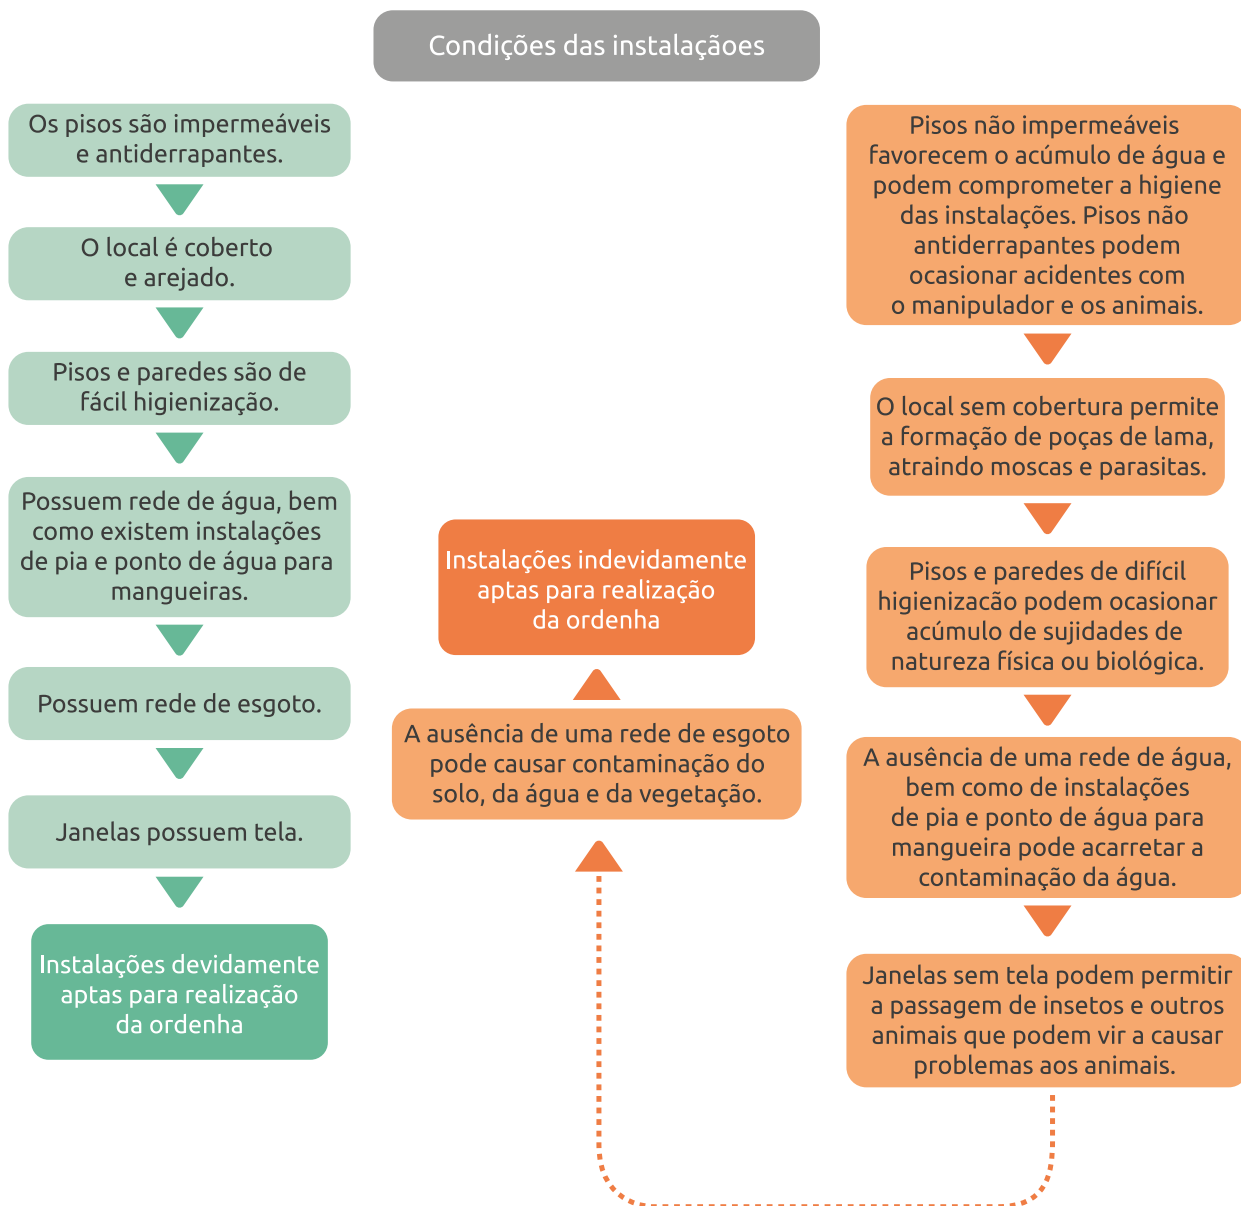 Condições das instalaçãoes
Os pisos são impermeáveis
e antiderrapantes.
O local é coberto
e arejado.
Pisos e paredes são de
fácil higienização.
Possuem rede de água, bem
como existem instalações
de pia e ponto de água para
mangueiras.
Possuem rede de esgoto.
Janelas possuem tela.
Instalações devidamente
aptas para realização
da ordenha
Pisos não impermeáveis
favorecem o acúmulo de água e
podem comprometer a higiene
das instalações. Pisos não
antiderrapantes podem
ocasionar acidentes com
o manipulador e os animais.
O local sem cobertura permite
a formação de poças de lama,
atraindo moscas e parasitas.
Pisos e paredes de difícil
higienizacão podem ocasionar
acúmulo de sujidades de
natureza física ou biológica.
A ausência de uma rede de água,
bem como de instalações
de pia e ponto de água para
mangueira pode acarretar a
contaminação da água.
Janelas sem tela podem permitir
a passagem de insetos e outros
animais que podem vir a causar
problemas aos animais.
A ausência de uma rede de esgoto
pode causar contaminação do
solo, da água e da vegetação.
Instalações indevidamente
aptas para realização
da ordenha